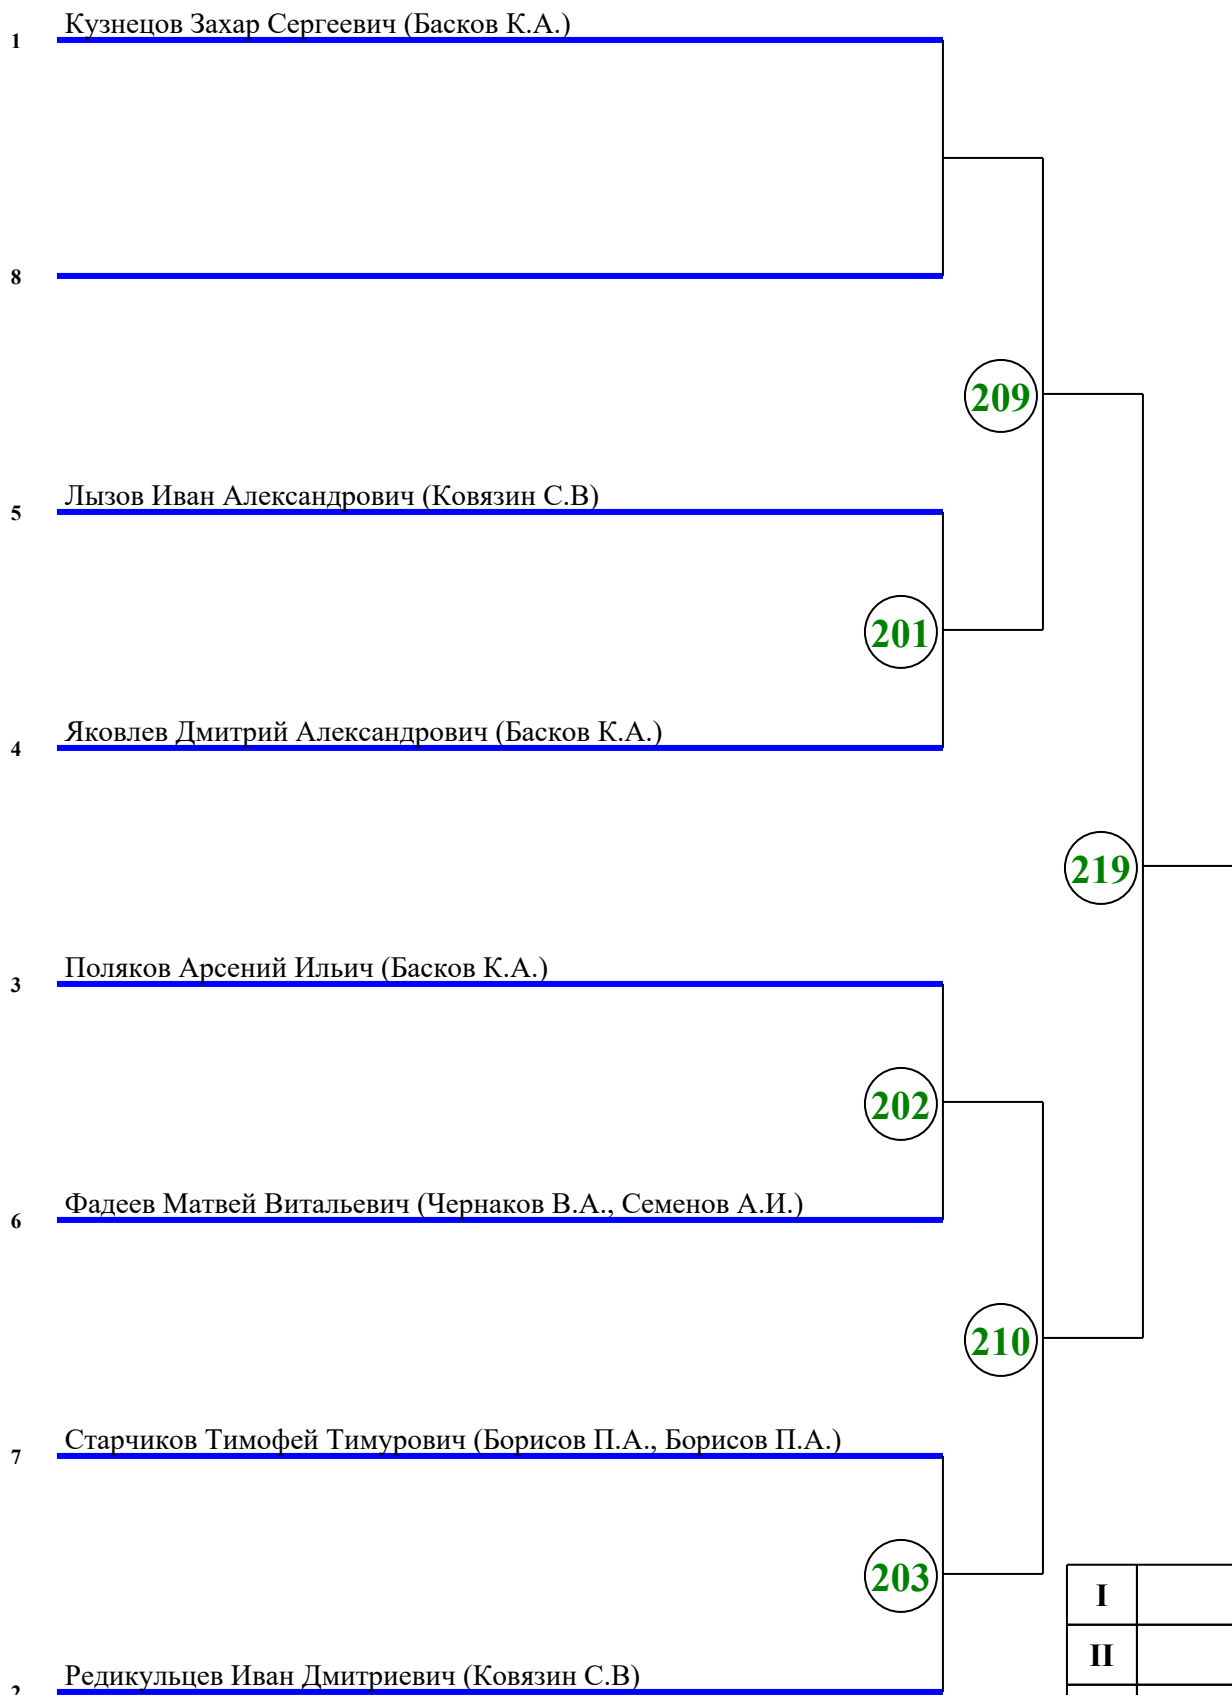 1 Кузнецов Захар Сергеевич (Басков К.А.)
8
209
5 Лызов Иван Александрович (Ковязин С.В)
201
4 Яковлев Дмитрий Александрович (Басков К.А.)
219
3 Поляков Арсений Ильич (Басков К.А.)
202
6 Фадеев Матвей Витальевич (Чернаков В.А., Семенов А.И.)
210
7 Старчиков Тимофей Тимурович (Борисов П.А., Борисов П.А.)
203
I
II
2 Редикульцев Иван Дмитриевич (Ковязин С.В)